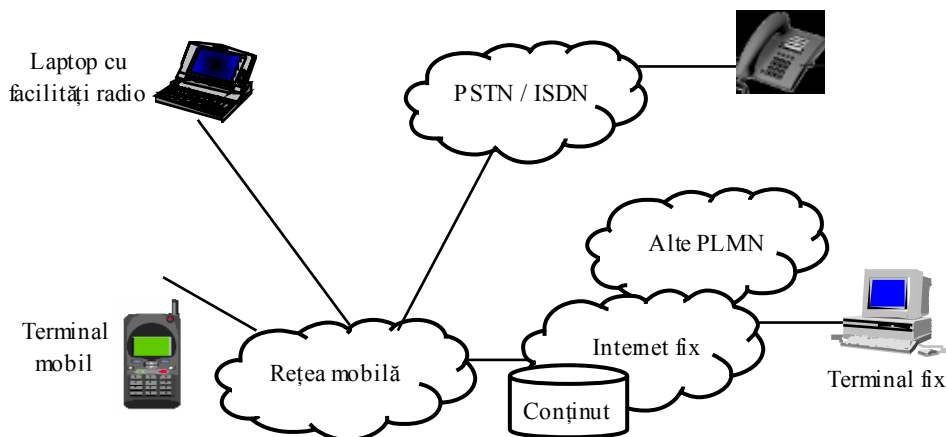 Laptop cu
facilități radio
PSTN / ISDN
Alte PLMN
Terminal
mobil
Rețea mobilă
Internet fix
Conținut
Terminal fix